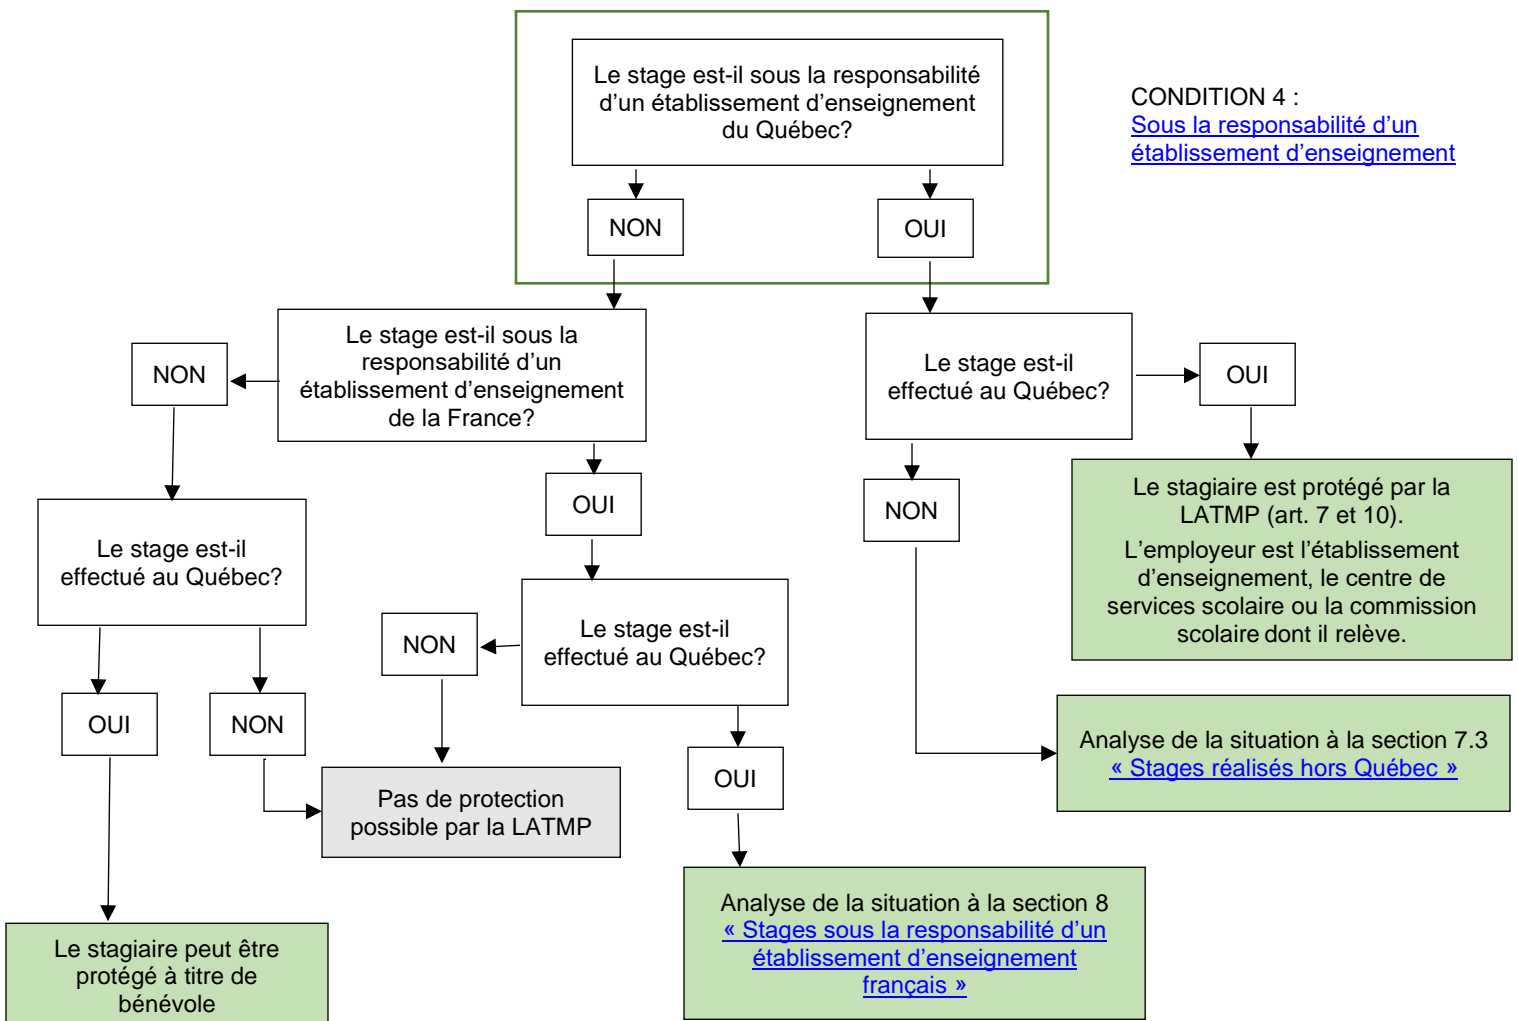 Le stage est-il sous la responsabilité
d’un établissement d’enseignement
du Québec?
CONDITION 4 :
Sous la responsabilité d’un
établissement d’enseignement
NON
OUI
Le stage est-il sous la
responsabilité d’un
établissement d’enseignement
de la France?
NON
Le stage est-il
effectué au Québec?
OUI
Le stage est-il
effectué au Québec?
OUI
NON
Le stagiaire est protégé par la
LATMP (art. 7 et 10).
L’employeur est l’établissement
d’enseignement, le centre de
services scolaire ou la commission
scolaire dont il relève.
NON
Le stage est-il
effectué au Québec?
OUI
NON
OUI
Analyse de la situation à la section 7.3
« Stages réalisés hors Québec »
Pas de protection
possible par la LATMP
Analyse de la situation à la section 8
« Stages sous la responsabilité d’un
établissement d’enseignement
français »
Le stagiaire peut être
protégé à titre de
bénévole